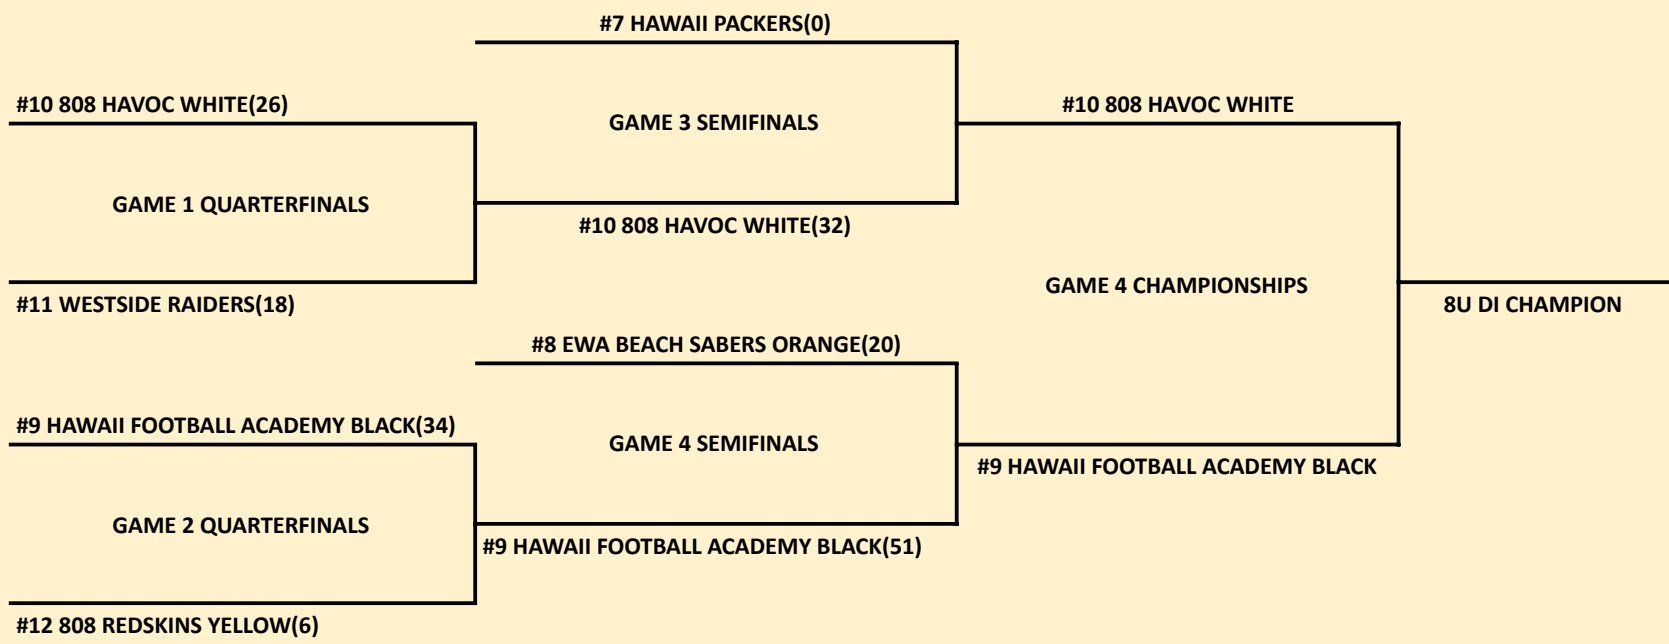 #7 HAWAII PACKERS(0)
#10 808 HAVOC WHITE(26)
#10 808 HAVOC WHITE
GAME 3 SEMIFINALS
GAME 1 QUARTERFINALS
#10 808 HAVOC WHITE(32)
GAME 4 CHAMPIONSHIPS
#11 WESTSIDE RAIDERS(18)
8U DI CHAMPION
#8 EWA BEACH SABERS ORANGE(20)
#9 HAWAII FOOTBALL ACADEMY BLACK(34)
GAME 4 SEMIFINALS
#9 HAWAII FOOTBALL ACADEMY BLACK
GAME 2 QUARTERFINALS
#9 HAWAII FOOTBALL ACADEMY BLACK(51)
#12 808 REDSKINS YELLOW(6)